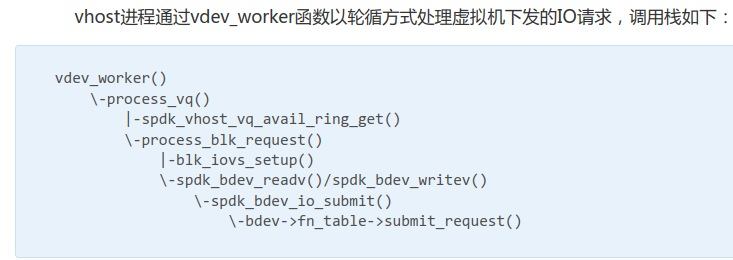 vhost进程通过vdev_worker函数以轮循方式处理虚拟机下发的IO请求，调用栈如下：
vdev_worker()
    \-process_vq()
        |-spdk_vhost_vq_avail_ring_get()
        \-process_blk_request()
            |-blk_iovs_setup()
            \-spdk_bdev_readv()/spdk_bdev_writev()
                \-spdk_bdev_io_submit()
                    \-bdev->fn_table->submit_request()